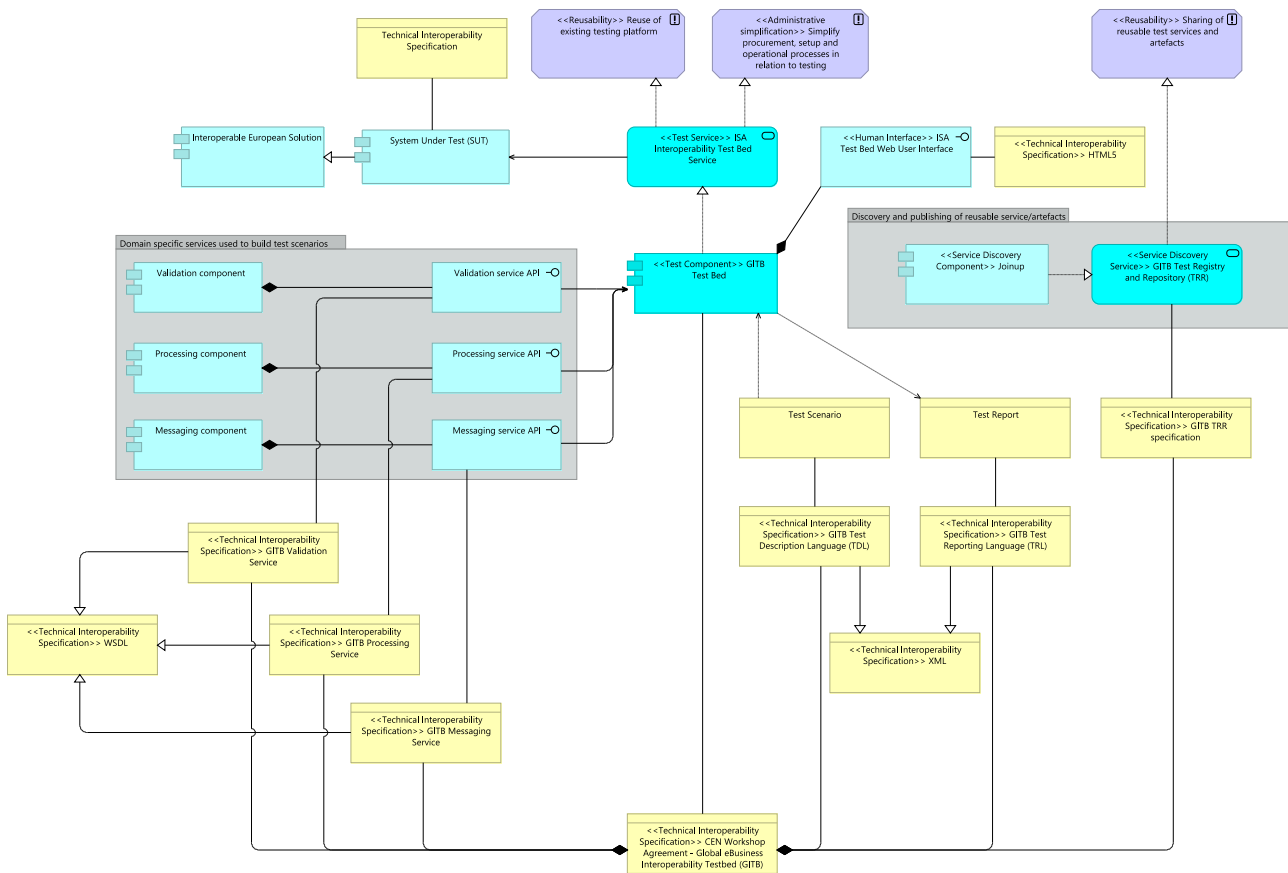 <<Reusability>> Reuse of
existing testing platform
<<Administrative
simplification>> Simplify
procurement, setup and
operational processes in
relation to testing
<<Reusability>> Sharing of
reusable test services and
artefacts
Technical Interoperability
Specification
Interoperable European Solution
System Under Test (SUT)
<<Test Service>> ISA
Interoperability Test Bed
Service
<<Human Interface>> ISA
Test Bed Web User Interface
<<Technical Interoperability
Specification>> HTML5
Discovery and publishing of reusable service/artefacts
<<Service Discovery
Component>> Joinup
<<Service Discovery
Service>> GITB Test Registry
and Repository (TRR)
Domain specific services used to build test scenarios
Validation component
Validation service API
<<Test Component>> GITB
Test Bed
Processing component
Processing service API
Messaging component
Messaging service API
Test Scenario
Test Report
<<Technical Interoperability
Specification>> GITB TRR
specification
<<Technical Interoperability
Specification>> GITB Test
Description Language (TDL)
<<Technical Interoperability
Specification>> GITB Test
Reporting Language (TRL)
<<Technical Interoperability
Specification>> GITB Validation
Service
<<Technical Interoperability
Specification>> WSDL
<<Technical Interoperability
Specification>> GITB Processing
Service
<<Technical Interoperability
Specification>> XML
<<Technical Interoperability
Specification>> GITB Messaging
Service
<<Technical Interoperability
Specification>> CEN Workshop
Agreement - Global eBusiness
Interoperability Testbed (GITB)